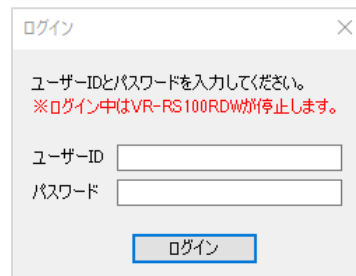 ログイン
ユーザーIDとパスワードを入力してください。
※ログイン中はVR-RS100RDWが停止します。
ユーザーID
パスワード
ログイン